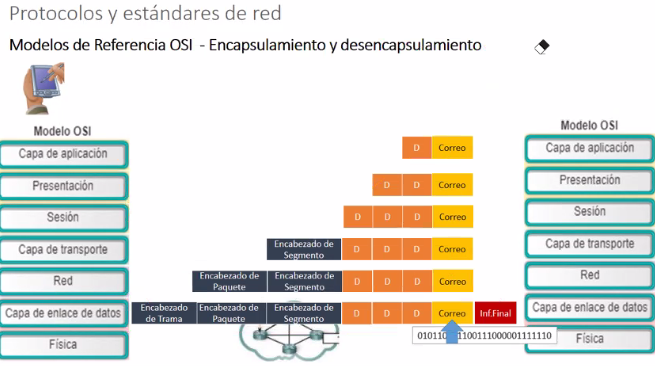 Protocolos y estándares de red
Modelos de Referencia OSI - Encapsulamiento y desencapsulamiento
Modelo OSI
Capa de aplicación
Presentación
Sesión
Capa de transporte
Red
Capa de enlace de datos
Física
D Correo
D D Correo
D D D Correo
Encabezado de
Segmento
D D D Correo
Encabezado de
Paquete
Encabezado de
Segmento
D D D Correo
Encabezado
de Trama
Encabezado de
Paquete
Encabezado de
Segmento
D D D Correo Inf.Final
Modelo OSI
Capa de aplicación
Presentación
Sesión
Capa de transporte
Red
Capa de enlace de datos
Física